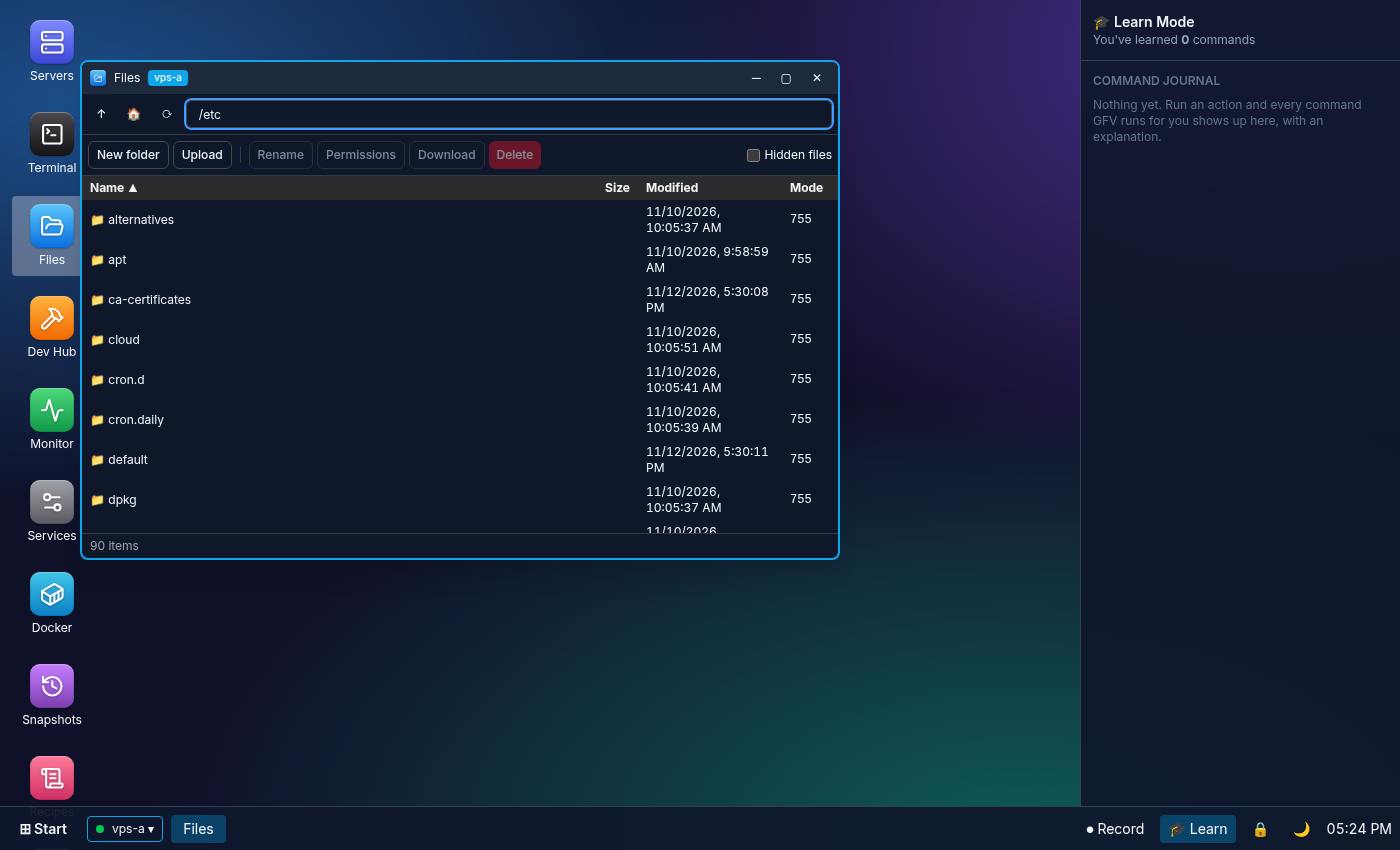 Servers
Terminal
Files
Dev Hub
Monitor
Services
Docker
Snapshots
Recipes
Files vps-a
/etc
New folder Upload Rename Permissions Download Delete Hidden files
Name ▲ Size Modified Mode
alternatives 11/10/2026, 10:05:37 AM 755
apt 11/10/2026, 9:58:59 AM 755
ca-certificates 11/12/2026, 5:30:08 PM 755
cloud 11/10/2026, 10:05:51 AM 755
cron.d 11/10/2026, 10:05:41 AM 755
cron.daily 11/10/2026, 10:05:39 AM 755
default 11/12/2026, 5:30:11 PM 755
dpkg 11/10/2026, 10:05:37 AM 755
11/10/2026,
90 items
Learn Mode
You've learned 0 commands
COMMAND JOURNAL
Nothing yet. Run an action and every command
GFV runs for you shows up here, with an
explanation.
Start vps-a ▾ Files Record Learn 05:24 PM